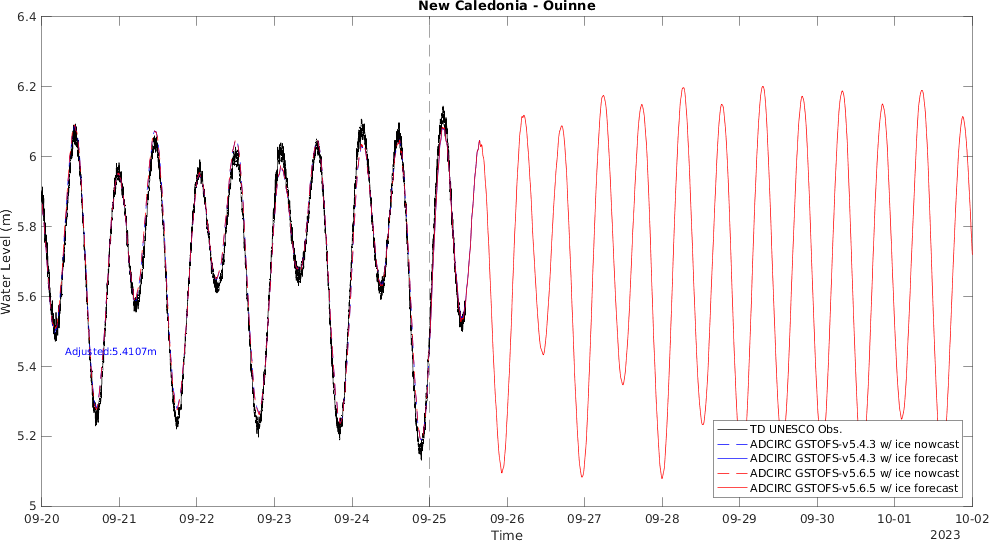 New Caledonia - Ouinne
6.4
6.2
6
5.8
5.6
5.4
5.2
5
Water Level (m)
Adjusted:5.4107m
TD UNESCO Obs.
ADCIRC GSTOFS-v5.4.3 w/ ice nowcast
ADCIRC GSTOFS-v5.4.3 w/ ice forecast
ADCIRC GSTOFS-v5.6.5 w/ ice nowcast
ADCIRC GSTOFS-v5.6.5 w/ ice forecast
09-20 09-21 09-22 09-23 09-24 09-25 09-26 09-27 09-28 09-29 09-30 10-01 10-02
Time
2023